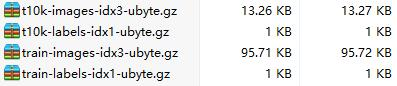 t10k-images-idx3-ubyte.gz 13.26 KB 13.27 KB
t10k-labels-idx1-ubyte.gz 1 KB 1 KB
train-images-idx3-ubyte.gz 95.71 KB 95.72 KB
train-labels-idx1-ubyte.gz 1 KB 1 KB